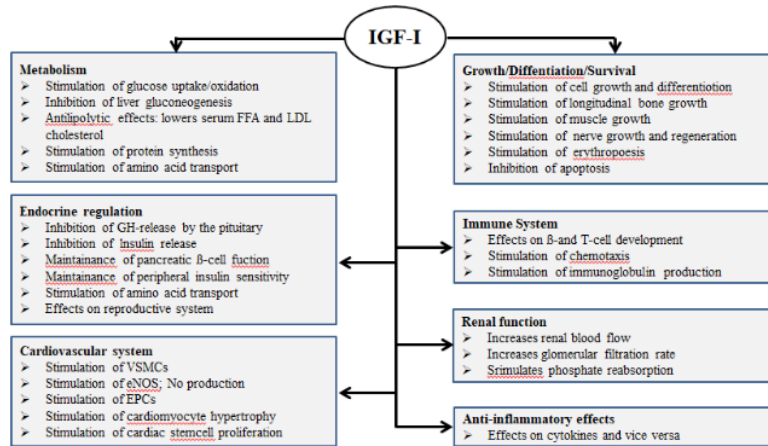 IGF-I
Metabolism
➢ Stimulation of glucose uptake/oxidation
➢ Inhibition of liver gluconeogenesis
➢ Antilipolytic effects: lowers serum FFA and LDL
cholesterol
➢ Stimulation of protein synthesis
➢ Stimulation of amino acid transport
Endocrine regulation
➢ Inhibition of GH-release by the pituitary
➢ Inhibition of Insulin release
➢ Maintainance of pancreatic ß-cell fuction
➢ Maintainance of peripheral insulin sensitivity
➢ Stimulation of amino acid transport
➢ Effects on reproductive system
Cardiovascular system
➢ Stimulation of VSMCs
➢ Stimulation of eNOS; No production
➢ Stimulation of EPCs
➢ Stimulation of cardiomyocyte hypertrophy
➢ Stimulation of cardiac stemcell proliferation
Growth/Diffentiation/Survival
➢ Stimulation of cell growth and differentiotion
➢ Stimulation of longitudinal bone growth
➢ Stimulation of muscle growth
➢ Stimulation of nerve growth and regeneration
➢ Stimulation of erythropoesis
➢ Inhibition of apoptosis
Immune System
➢ Effects on ß-and T-cell development
➢ Stimulation of chemotaxis
➢ Stimulation of immunoglobulin production
Renal function
➢ Increases renal blood flow
➢ Increases glomerular filtration rate
➢ Srimulates phosphate reabsorption
Anti-inflammatory effects
➢ Effects on cytokines and vice versa